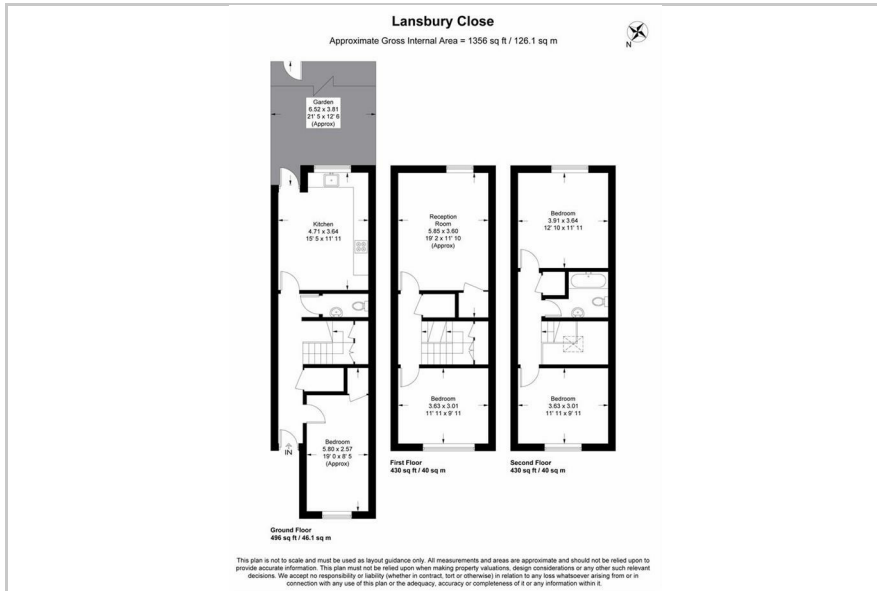 Lansbury Close
Approximate Gross Internal Area = 1356 sq ft / 126.1 sq m
N
Garden
6.52 x 3.81
21' 5 x 12' 6
(Approx)
Kitchen
4.71 x 3.64
15' 5 x 11' 11
IN
Bedroom
5.80 x 2.57
19' 0 x 8' 5
(Approx)
Ground Floor
496 sq ft / 46.1 sq m
Reception
Room
5.85 x 3.60
19' 2 x 11' 10
(Approx)
Bedroom
3.63 x 3.01
11' 11 x 9' 11
First Floor
430 sq ft / 40 sq m
Bedroom
3.91 x 3.64
12' 10 x 11' 11
Bedroom
3.63 x 3.01
11' 11 x 9' 11
Second Floor
430 sq ft / 40 sq m
This plan is not to scale and must be used as layout guidance only. All measurements and areas are approximate and should not be relied upon to
provide accurate information. This plan must not be relied upon when making property valuations, design considerations or any other such relevant
decisions. We accept no responsibility or liability (whether in contract, tort or otherwise) in relation to any loss whatsoever arising from or in
connection with any use of this plan or the adequacy, accuracy or completeness of it or any information within it.